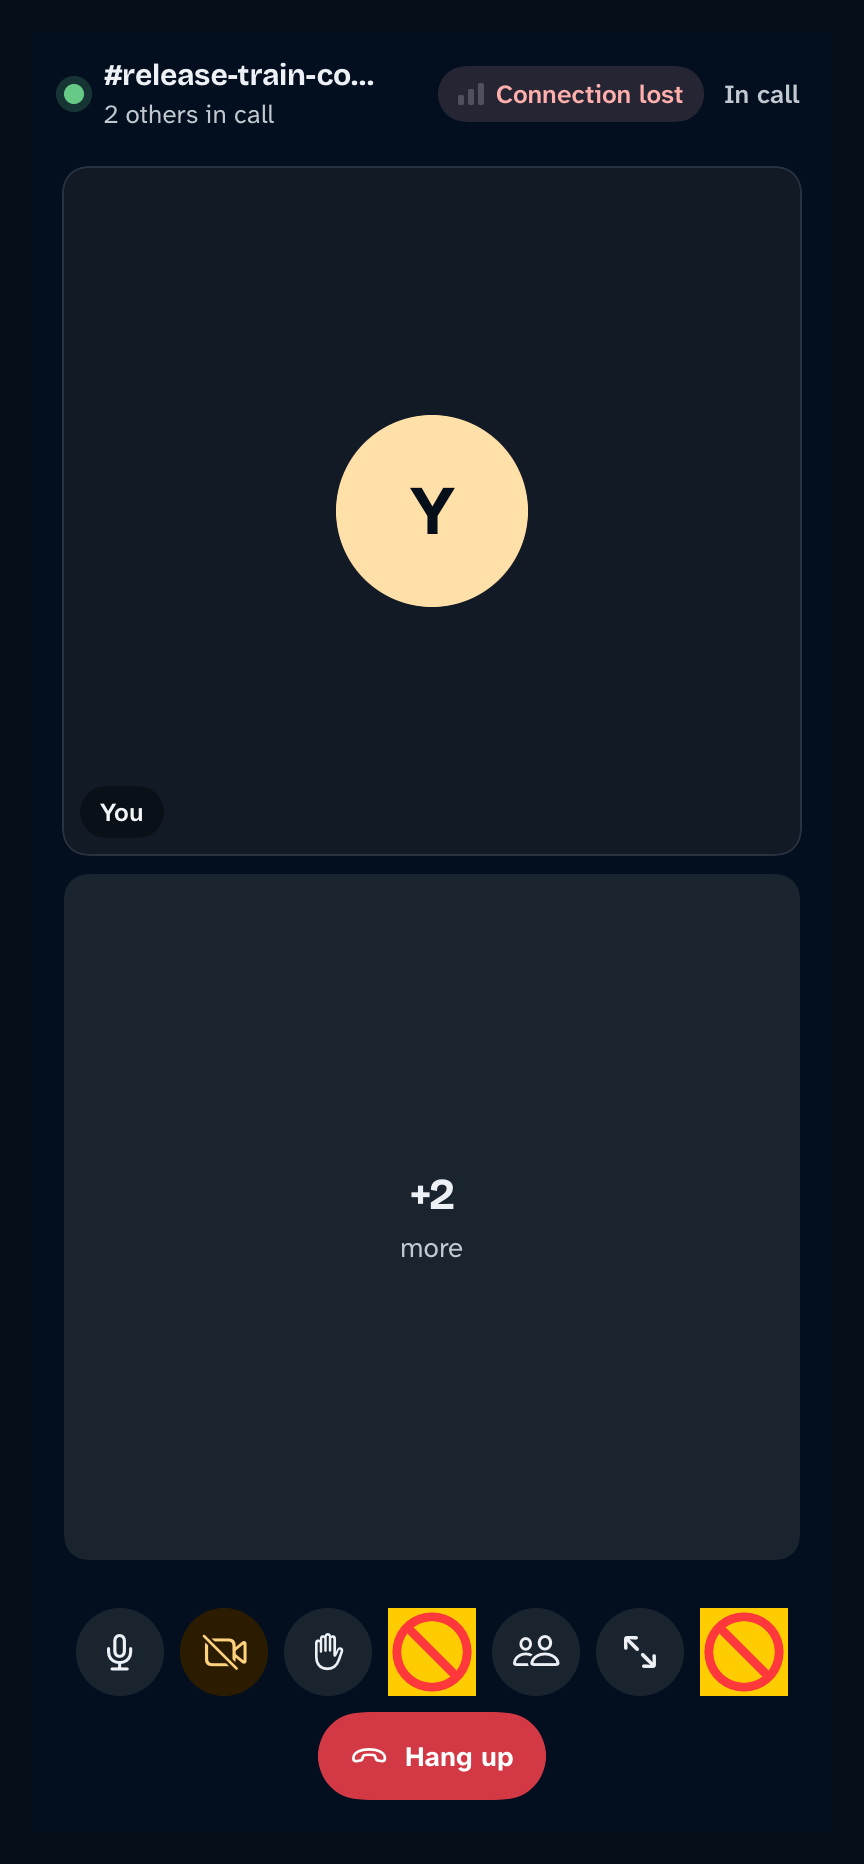 #release-train-co...
2 others in call
Connection lost
In call
Y
You
+2
more
Hang up